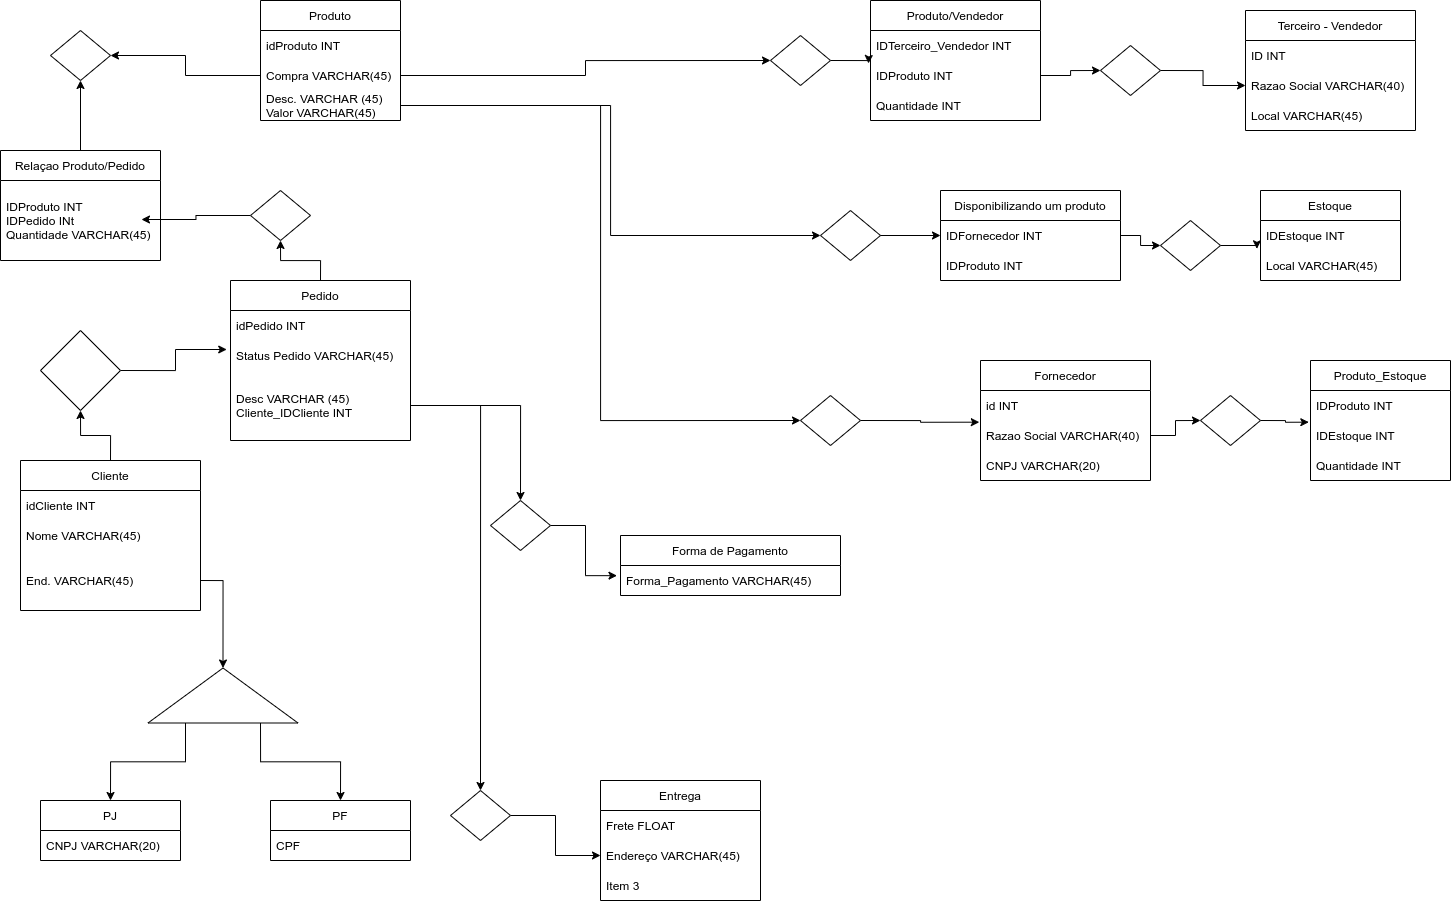 Produto
idProduto INT
Compra VARCHAR(45)
Desc. VARCHAR (45)
Valor VARCHAR(45)
Produto/Vendedor
IDTerceiro_Vendedor INT
IDProduto INT
Quantidade INT
Terceiro - Vendedor
ID INT
Razao Social VARCHAR(40)
Local VARCHAR(45)
Relaçao Produto/Pedido
IDProduto INT
IDPedido INt
Quantidade VARCHAR(45)
Disponibilizando um produto
IDFornecedor INT
IDProduto INT
Estoque
IDEstoque INT
Local VARCHAR(45)
Pedido
idPedido INT
Status Pedido VARCHAR(45)
Desc VARCHAR (45)
Cliente_IDCliente INT
Fornecedor
id INT
Razao Social VARCHAR(40)
CNPJ VARCHAR(20)
Produto_Estoque
IDProduto INT
IDEstoque INT
Quantidade INT
Cliente
idCliente INT
Nome VARCHAR(45)
End. VARCHAR(45)
Forma de Pagamento
Forma_Pagamento VARCHAR(45)
PJ
CNPJ VARCHAR(20)
PF
CPF
Entrega
Frete FLOAT
Endereço VARCHAR(45)
Item 3